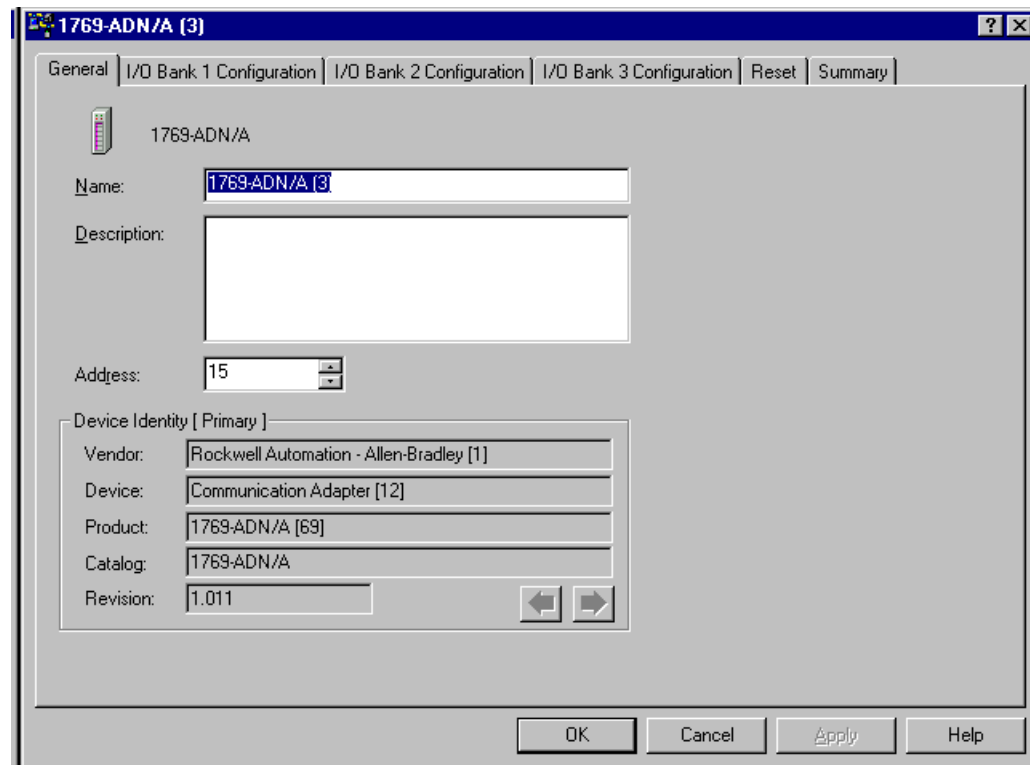 1769-ADN/A (3)
General I/O Bank 1 Configuration I/O Bank 2 Configuration I/O Bank 3 Configuration Reset Summary
1769-ADN/A
Name: 1769-ADN/A (3)
Description:
Address: 15
Device Identity [ Primary ]
Vendor: Rockwell Automation - Allen-Bradley [1]
Device: Communication Adapter [12]
Product: 1769-ADN/A [69]
Catalog: 1769-ADN/A
Revision: 1.011
OK Cancel Apply Help